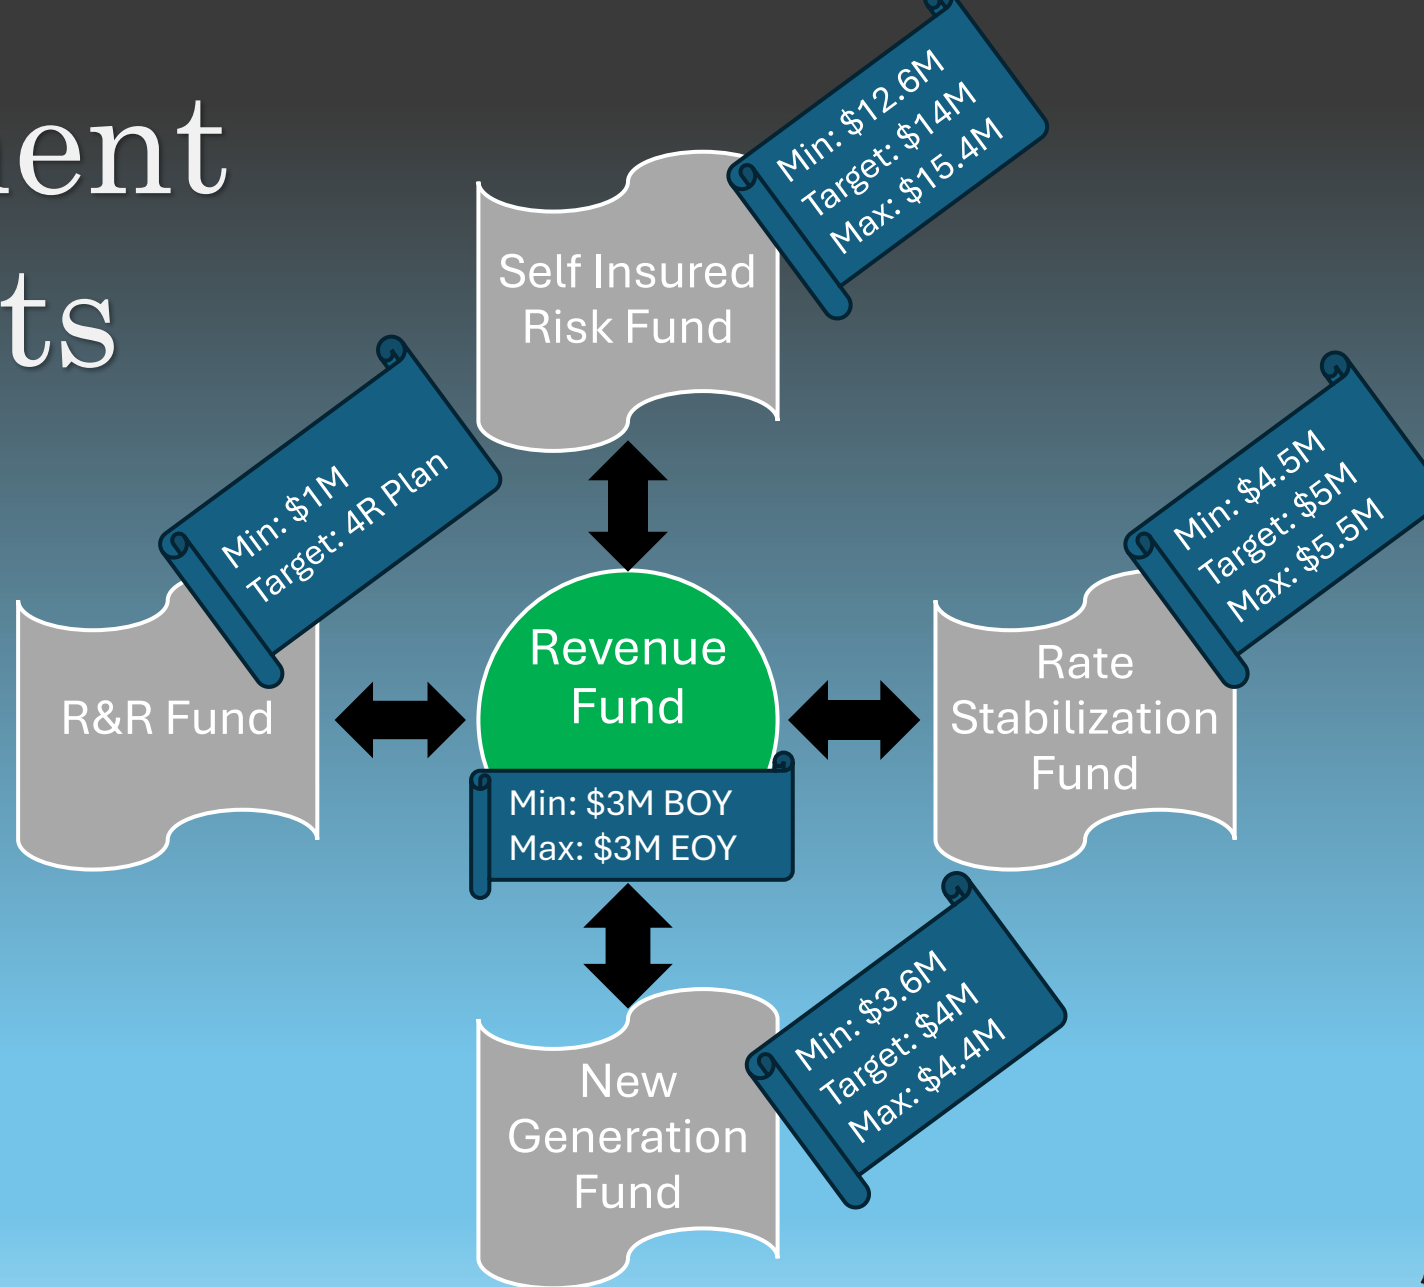 Min: $12.6M
Target: $14M
Max: $15.4M
Self Insured
Risk Fund
Min: $1M
Target: 4R Plan
R&R Fund
Revenue
Fund
Min: $3M BOY
Max: $3M EOY
Min: $4.5M
Target: $5M
Max: $5.5M
Rate
Stabilization
Fund
Min: $3.6M
Target: $4M
Max: $4.4M
New
Generation
Fund